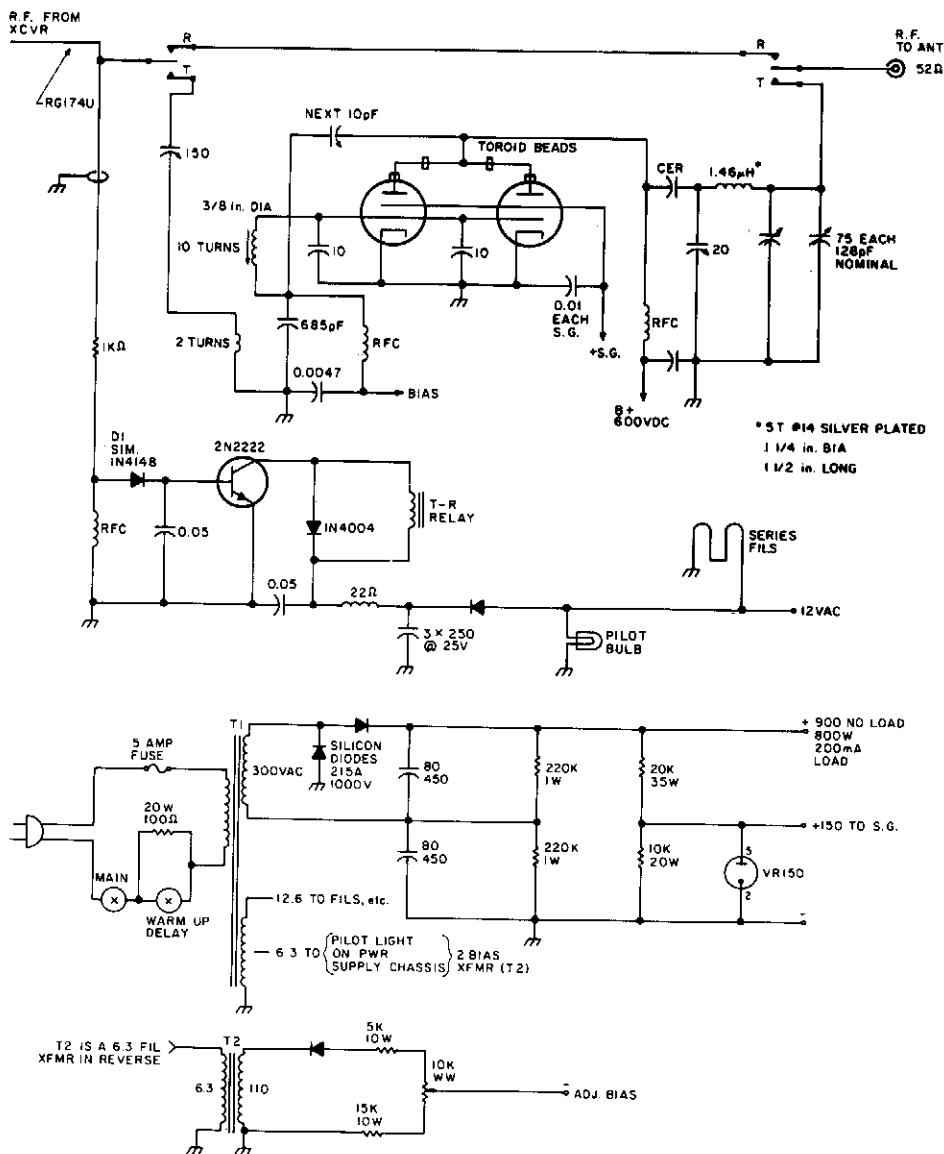 R.F. FROM
XCVR
R
R
R.F.
TO ANT
52Ω
T
T
RG174U
NEXT 10pF
TOROID BEADS
150
CER
1.46µH*
3/8 in. DIA
10 TURNS
10
10
20
75 EACH
128pF
NOMINAL
685pF
RFC
0.01
EACH
S.G.
+S.G.
RFC
1KΩ
2 TURNS
0.0047
BIAS
B+
600VDC
* 5T #14 SILVER PLATED
1 1/4 in. BIA
1 1/2 in. LONG
D1
SIM.
1N4148
2N2222
RFC
0.05
1N4004
T-R
RELAY
SERIES
FILS
0.05
22Ω
12VAC
3 × 250
@ 25V
PILOT
BULB
T1
5 AMP
FUSE
300VAC
SILICON
DIODES
215A
1000V
80
450
220K
1W
20K
35W
+ 900 NO LOAD
800W
200mA
LOAD
20W
100Ω
80
450
220K
1W
10K
20W
+150 TO S.G.
5
VR150
2
-
MAIN
WARM UP
DELAY
12.6 TO FILS, etc.
6.3 TO { PILOT LIGHT
ON PWR
SUPPLY CHASSIS } 2 BIAS
XFMR (T2)
T2 IS A 6.3 FIL
XFMR IN REVERSE
T2
6.3
110
5K
10W
10K
WW
- ADJ. BIAS
15K
10W